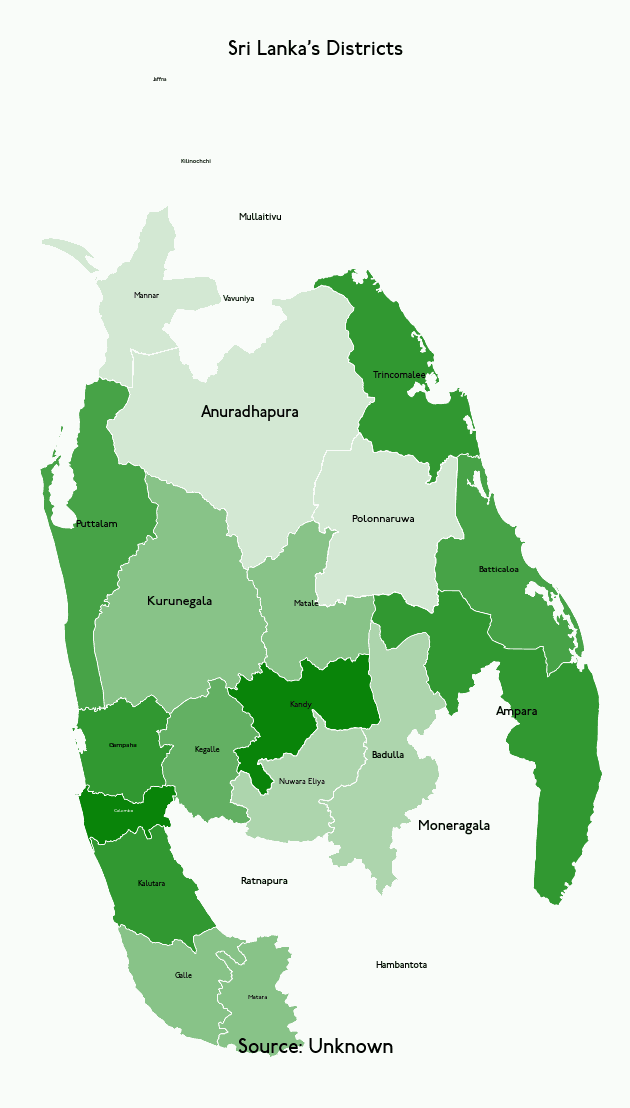 Sri Lanka's Districts
Jaffna
Kilinochchi
Mullaitivu
Mannar
Vavuniya
Trincomalee
Anuradhapura
Polonnaruwa
Puttalam
Batticaloa
Kurunegala
Matale
Kandy
Ampara
Gampaha
Kegalle
Badulla
Nuwara Eliya
Colombo
Moneragala
Ratnapura
Kalutara
Hambantota
Galle
Matara
Source: Unknown